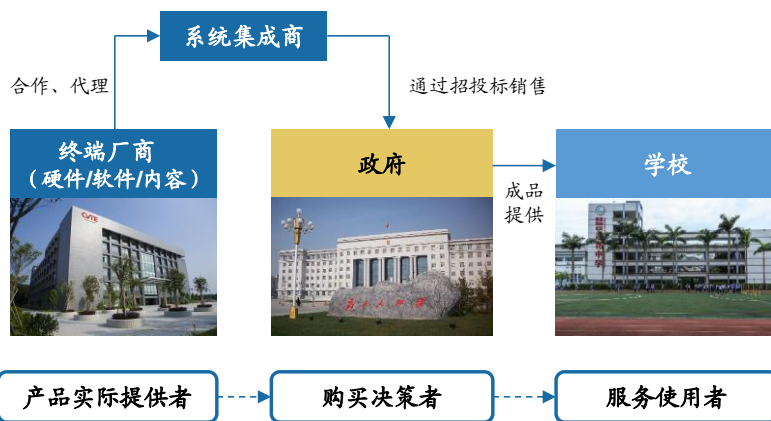 系统集成商
合作、代理
通过招投标销售
终端厂商
（硬件/软件/内容）
政府
学校
成品
提供
CVTE
产品实际提供者
购买决策者
服务使用者